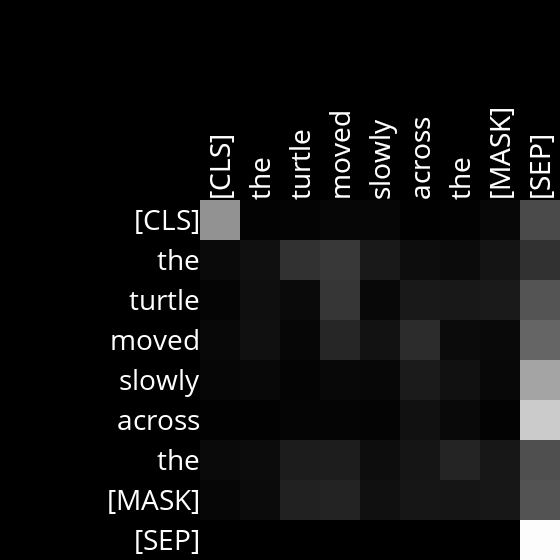 [CLS] the turtle moved slowly across the [MASK] [SEP]
[CLS]
the
turtle
moved
slowly
across
the
[MASK]
[SEP]